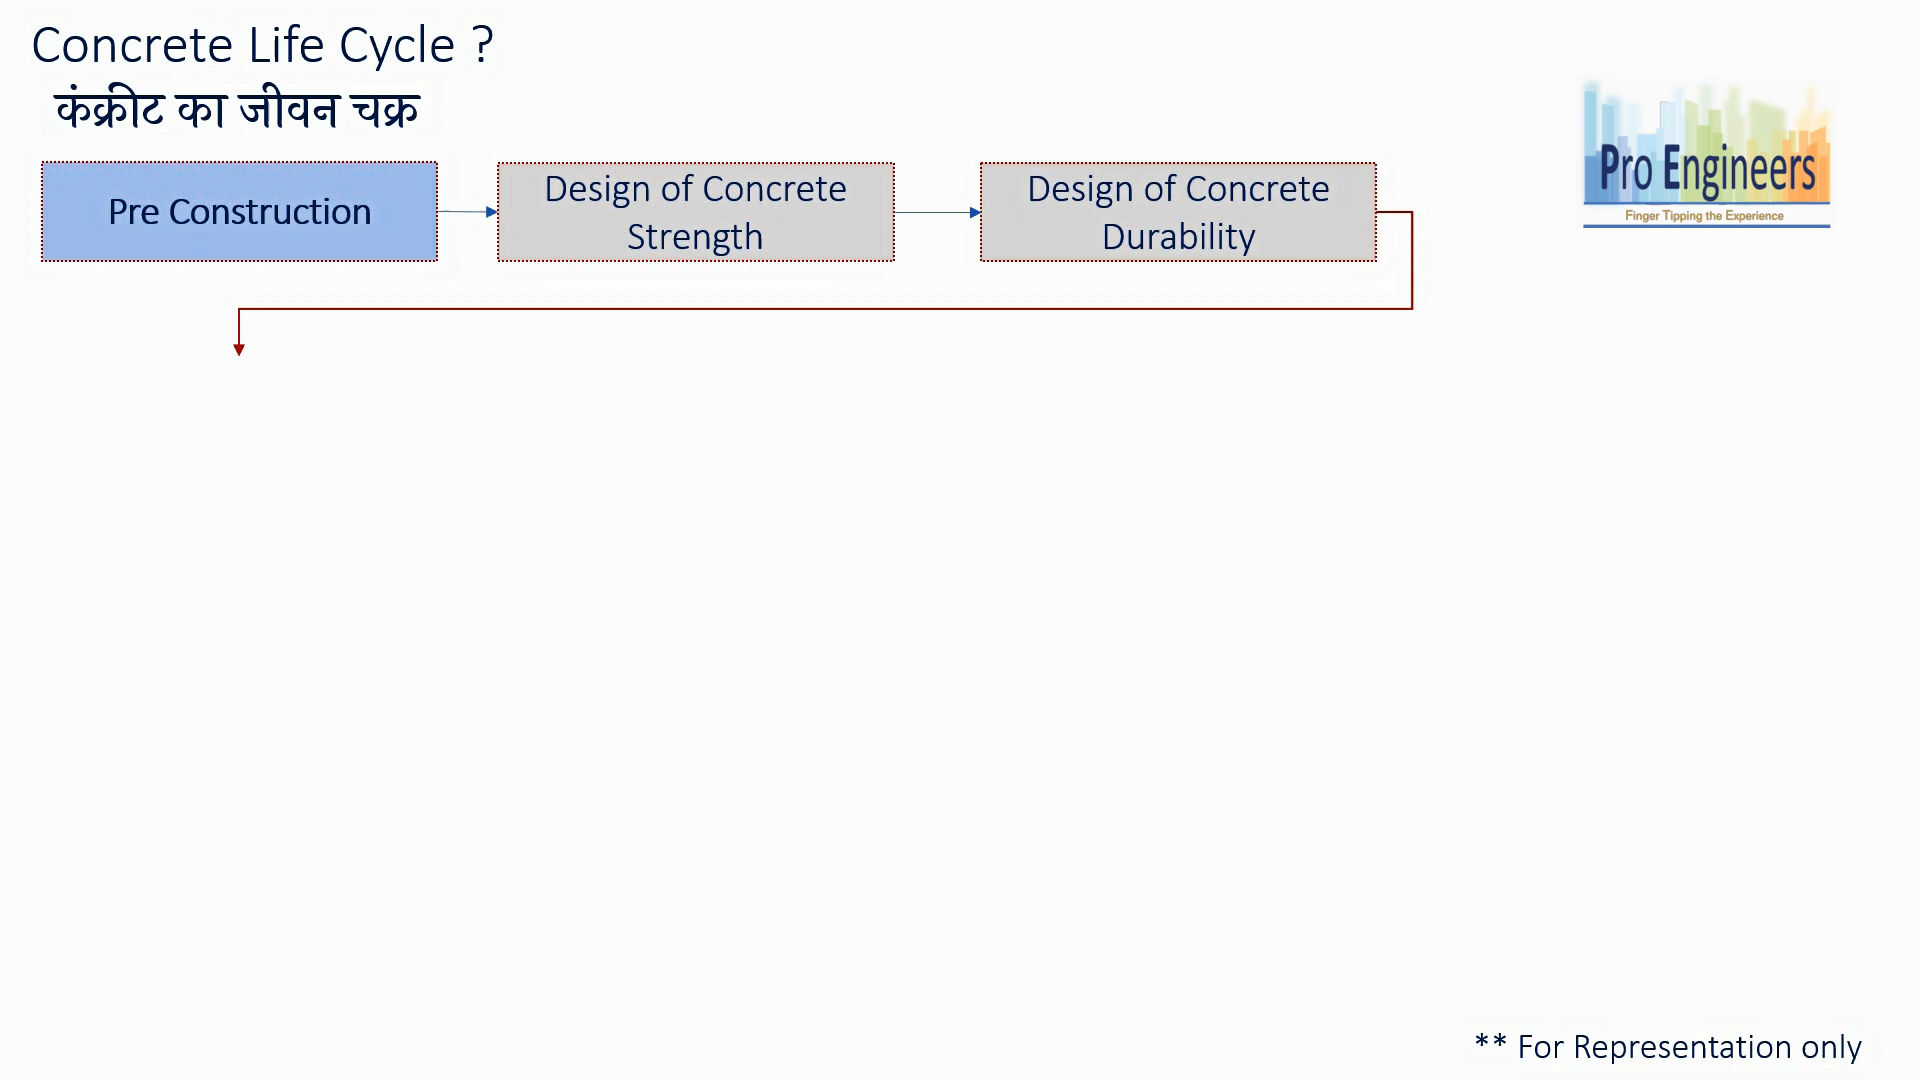 Concrete Life Cycle ?
कंक्रीट का जीवन चक्र
Pre Construction
Design of Concrete
Strength
Design of Concrete
Durability
Pro Engineers
Finger Tipping the Experience
** For Representation only